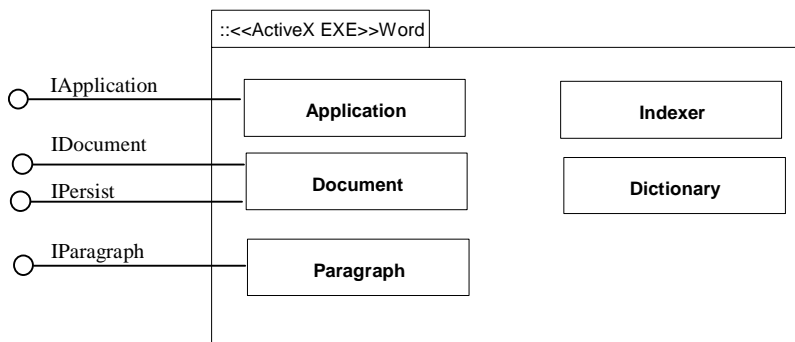 ::<<ActiveX EXE>>Word
IApplication
Application
Indexer
IDocument
Document
Dictionary
IPersist
IParagraph
Paragraph